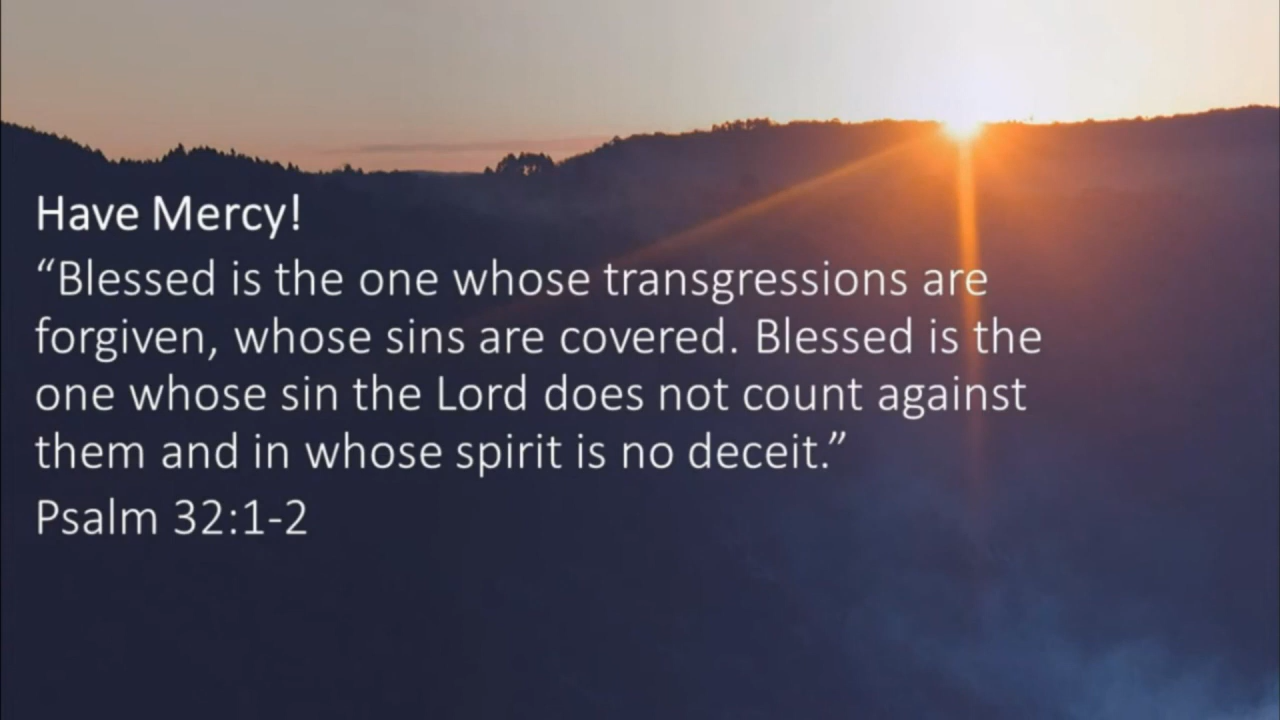 Have Mercy!
“Blessed is the one whose transgressions are
forgiven, whose sins are covered. Blessed is the
one whose sin the Lord does not count against
them and in whose spirit is no deceit.”
Psalm 32:1-2